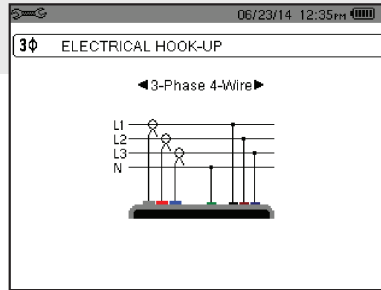 06/23/14 12:35PM
3Φ ELECTRICAL HOOK-UP
◄3-Phase 4-Wire►
L1
L2
L3
N